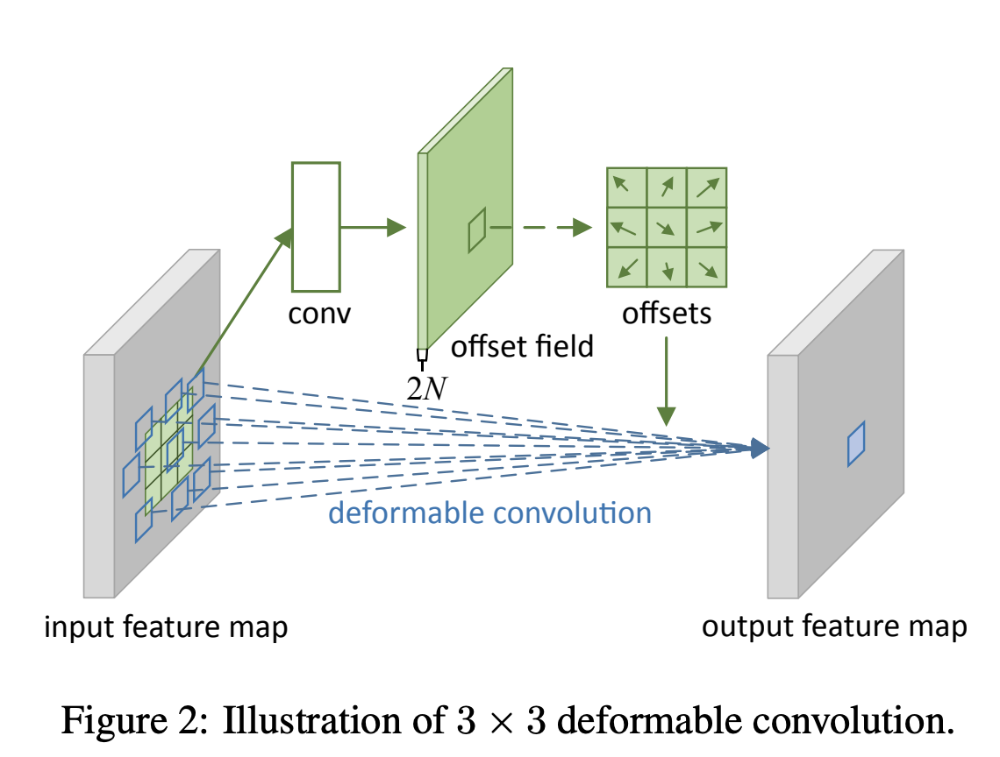 conv
offsets
offset field
2N
deformable convolution
input feature map
output feature map
Figure 2: Illustration of 3 × 3 deformable convolution.